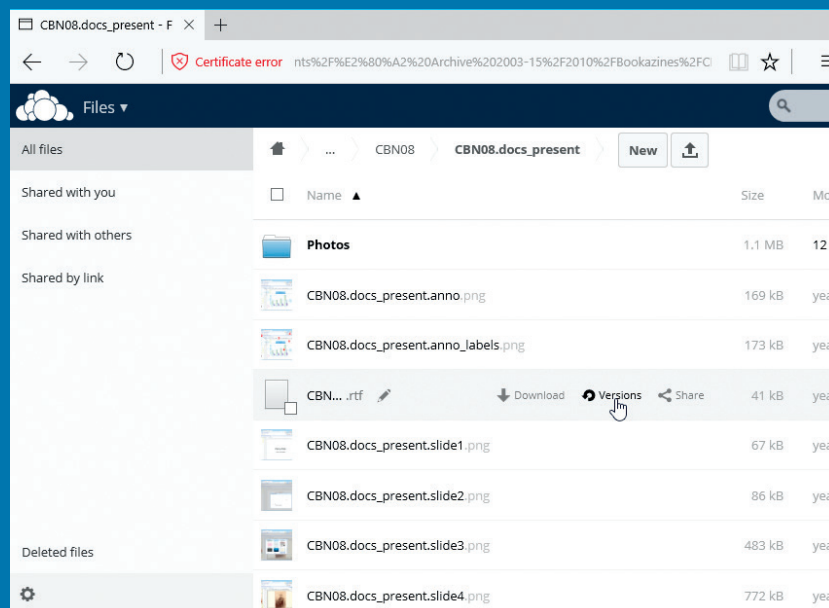 CBN08.docs_present - F
Certificate error nts%2F%E2%80%A2%20Archive%202003-15%2F2010%2FBookazines%2FC
Files ▾
All files
Shared with you
Shared with others
Shared by link
Deleted files
... CBN08 CBN08.docs_present New
Name ▲ Size Mo
Photos 1.1 MB 12
CBN08.docs_present.anno.png 169 kB yea
CBN08.docs_present.anno_labels.png 173 kB yea
CBN... .rtf Download Versions Share 41 kB yea
CBN08.docs_present.slide1.png 67 kB yea
CBN08.docs_present.slide2.png 86 kB yea
CBN08.docs_present.slide3.png 483 kB yea
CBN08.docs_present.slide4.png 772 kB yea